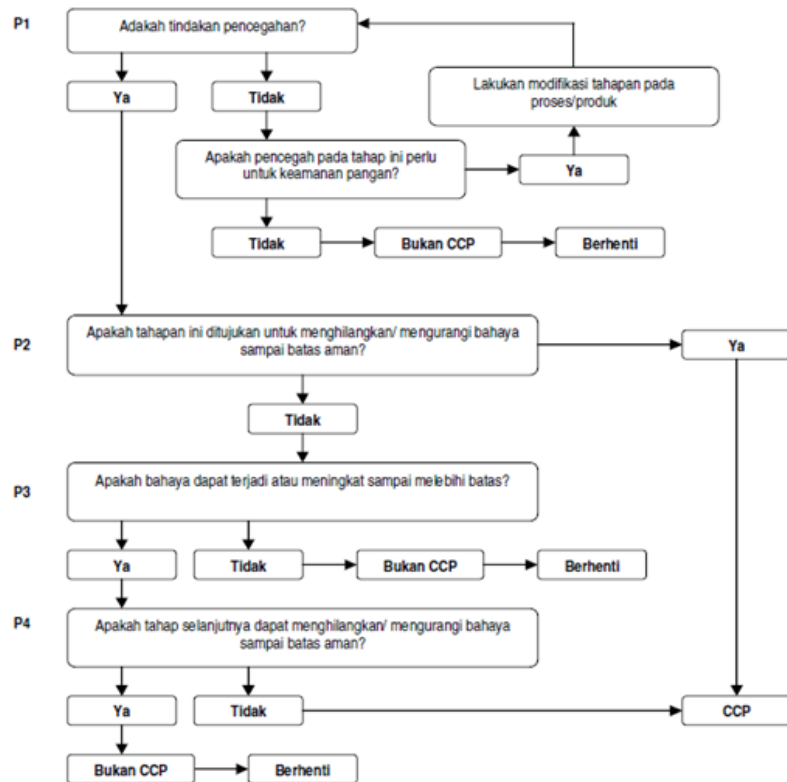 P1
Adakah tindakan pencegahan?
Ya
Tidak
Lakukan modifikasi tahapan pada
proses/produk
Apakah pencegah pada tahap ini perlu
untuk keamanan pangan?
Ya
Tidak
Bukan CCP
Berhenti
P2
Apakah tahapan ini ditujukan untuk menghilangkan/ mengurangi bahaya
sampai batas aman?
Ya
Tidak
P3
Apakah bahaya dapat terjadi atau meningkat sampai melebihi batas?
Ya
Tidak
Bukan CCP
Berhenti
P4
Apakah tahap selanjutnya dapat menghilangkan/ mengurangi bahaya
sampai batas aman?
Ya
Tidak
CCP
Bukan CCP
Berhenti